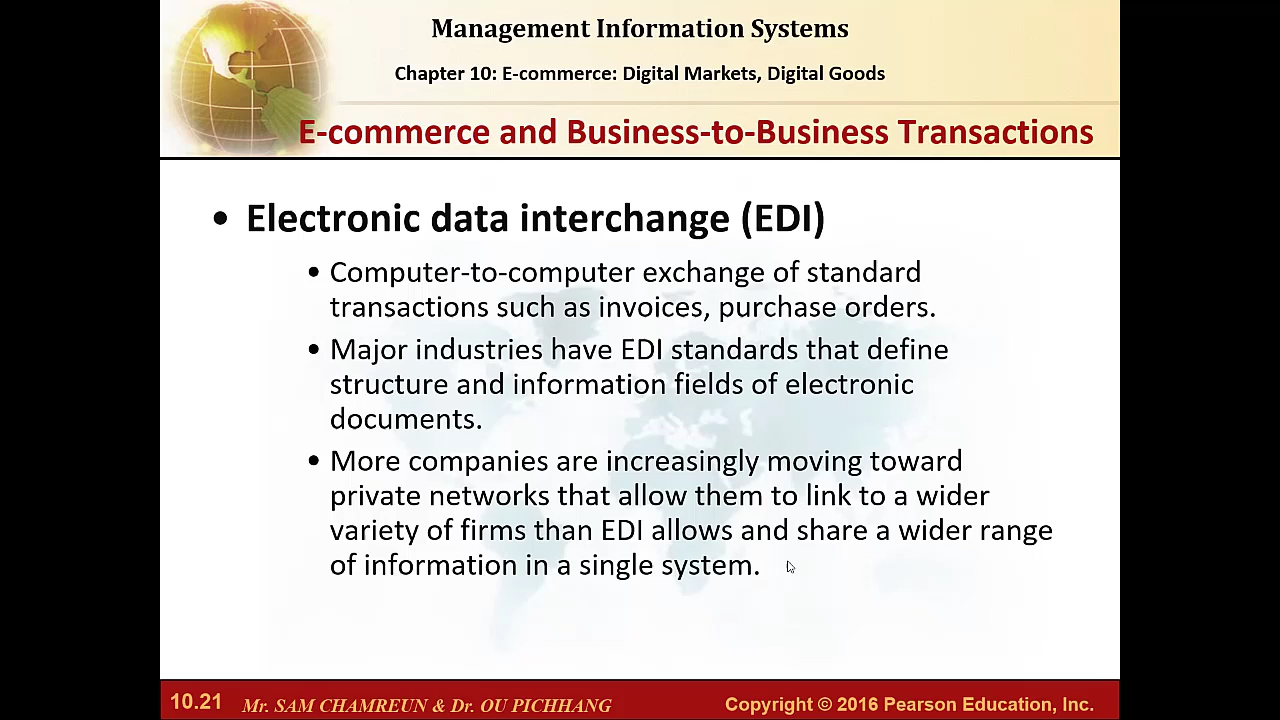 Management Information Systems
Chapter 10: E-commerce: Digital Markets, Digital Goods
E-commerce and Business-to-Business Transactions
• Electronic data interchange (EDI)
• Computer-to-computer exchange of standard
transactions such as invoices, purchase orders.
• Major industries have EDI standards that define
structure and information fields of electronic
documents.
• More companies are increasingly moving toward
private networks that allow them to link to a wider
variety of firms than EDI allows and share a wider range
of information in a single system.
10.21 Mr. SAM CHAMREUN & Dr. OU PICHHANG Copyright © 2016 Pearson Education, Inc.